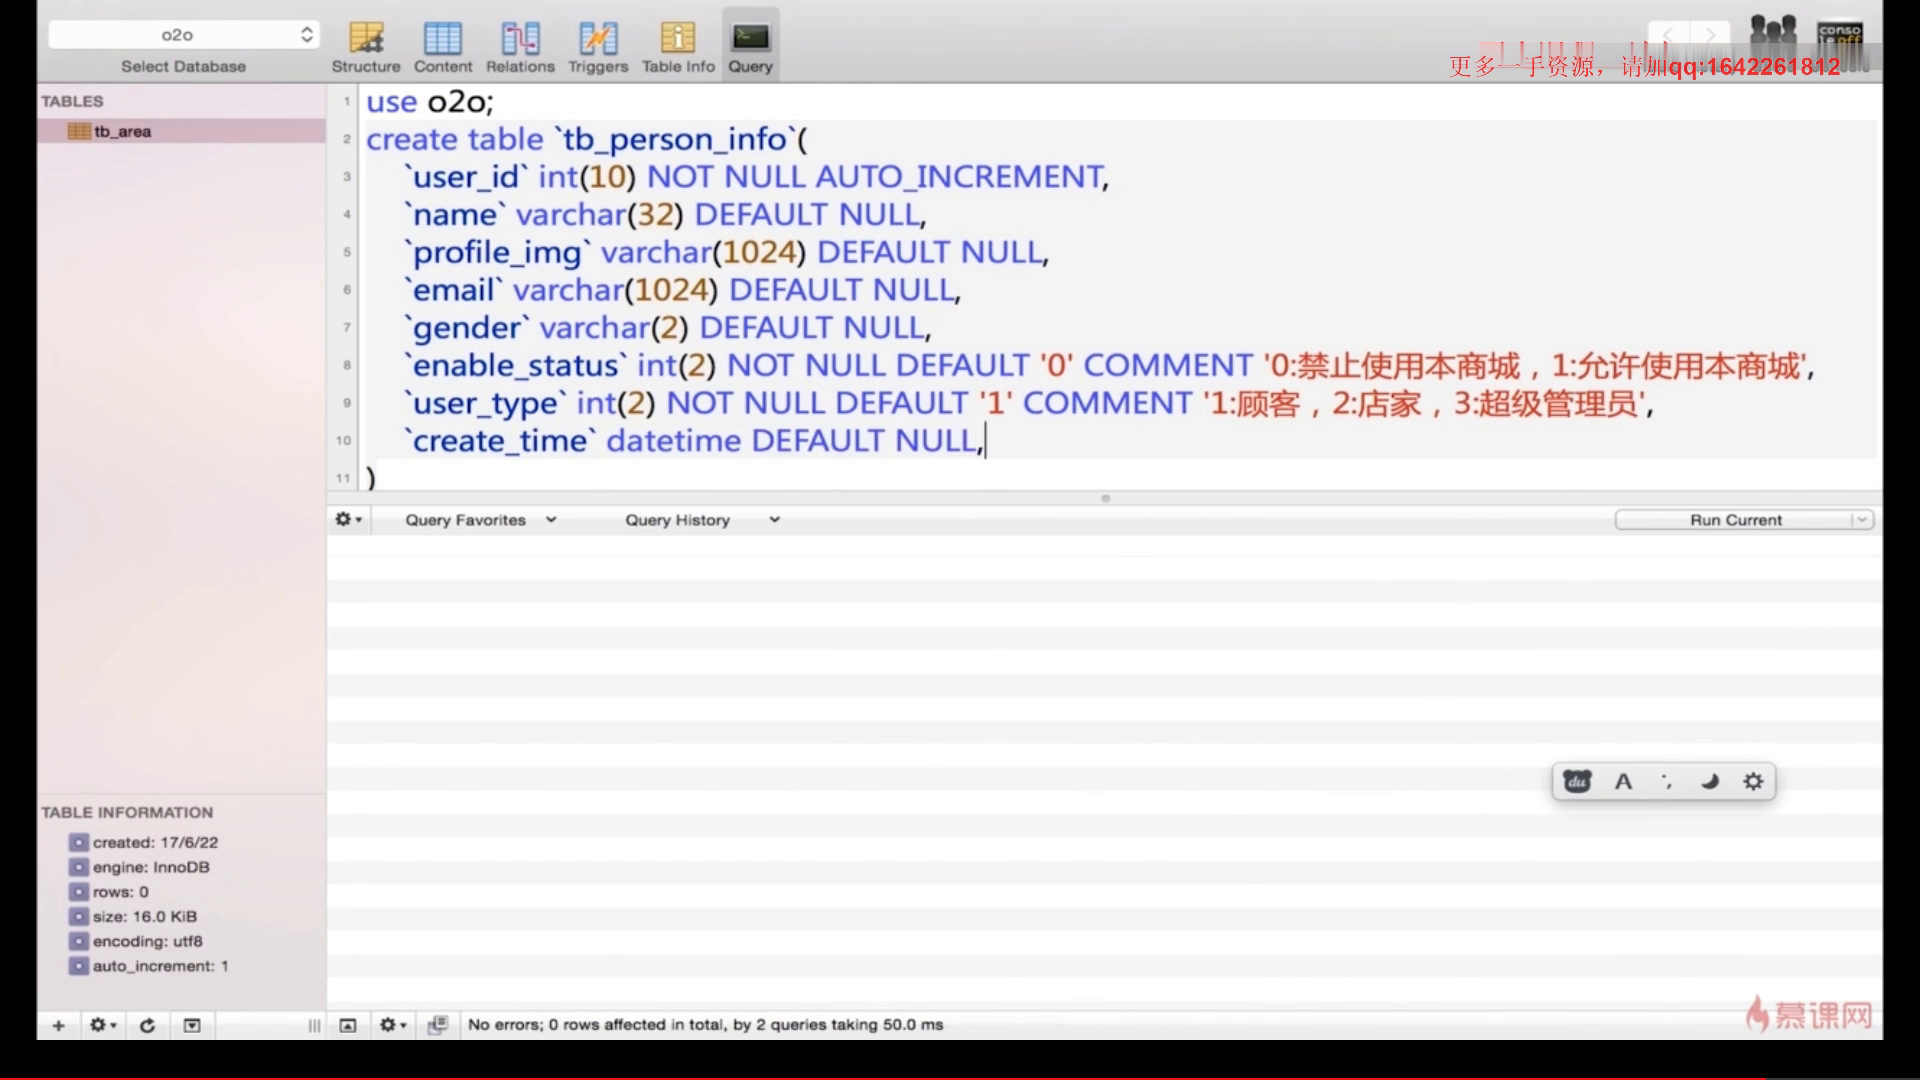 o2o
Select Database
Structure
Content
Relations
Triggers
Table Info
Query
conso
le off
更多一手资源，请加qq:1642261812
TABLES
tb_area
1 use o2o;
2 create table `tb_person_info`(
3 `user_id` int(10) NOT NULL AUTO_INCREMENT,
4 `name` varchar(32) DEFAULT NULL,
5 `profile_img` varchar(1024) DEFAULT NULL,
6 `email` varchar(1024) DEFAULT NULL,
7 `gender` varchar(2) DEFAULT NULL,
8 `enable_status` int(2) NOT NULL DEFAULT '0' COMMENT '0:禁止使用本商城，1:允许使用本商城',
9 `user_type` int(2) NOT NULL DEFAULT '1' COMMENT '1:顾客，2:店家，3:超级管理员',
10 `create_time` datetime DEFAULT NULL,
11 )
Query Favorites
Query History
Run Current
du A
TABLE INFORMATION
created: 17/6/22
engine: InnoDB
rows: 0
size: 16.0 KiB
encoding: utf8
auto_increment: 1
No errors; 0 rows affected in total, by 2 queries taking 50.0 ms
慕课网